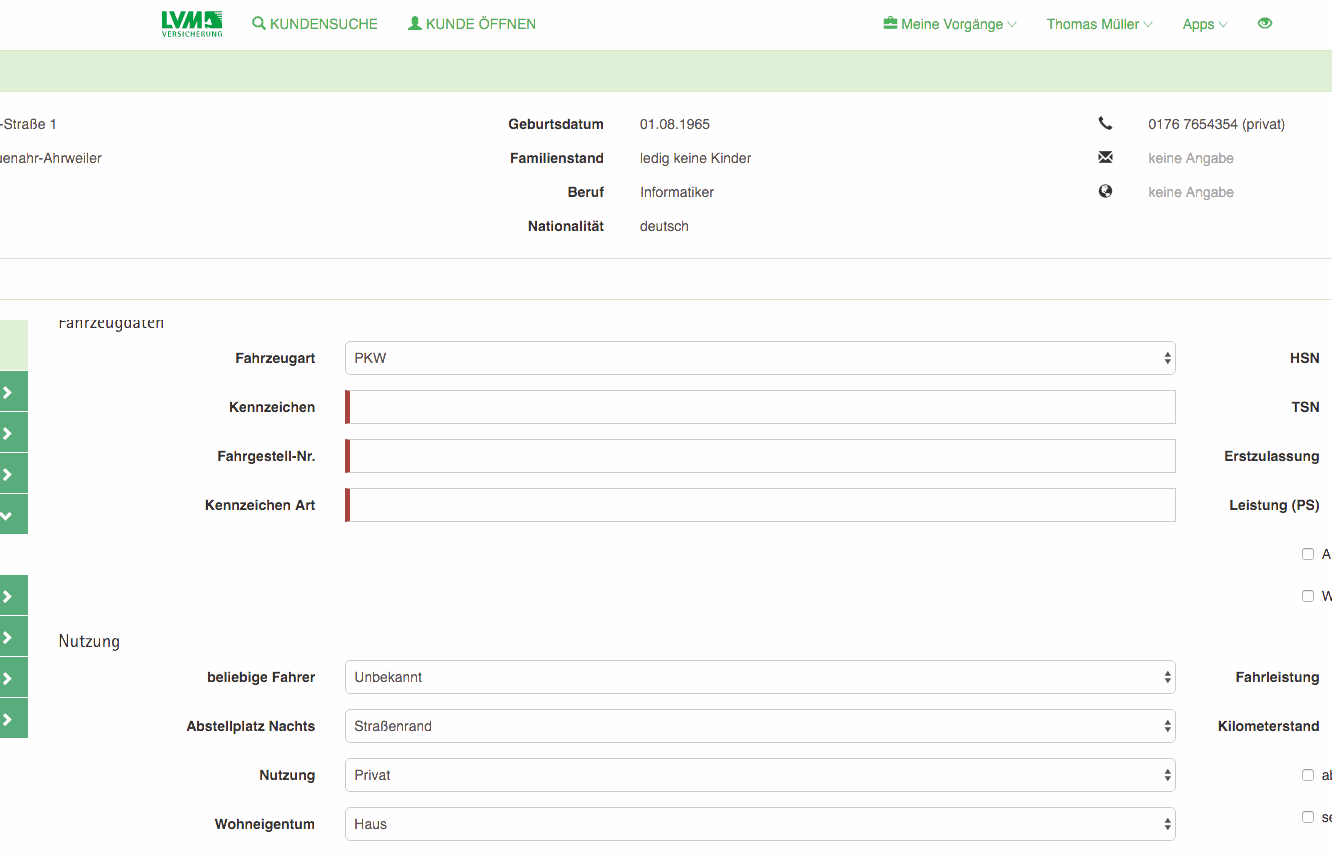 LVM VERSICHERUNG KUNDENSUCHE KUNDE ÖFFNEN Meine Vorgänge Thomas Müller Apps
-Straße 1 Geburtsdatum 01.08.1965 0176 7654354 (privat)
enahr-Ahrweiler Familienstand ledig keine Kinder keine Angabe
Beruf Informatiker keine Angabe
Nationalität deutsch
Fahrzeugdaten
Fahrzeugart PKW HSN
Kennzeichen TSN
Fahrgestell-Nr. Erstzulassung
Kennzeichen Art Leistung (PS)
A
W
Nutzung
beliebige Fahrer Unbekannt Fahrleistung
Abstellplatz Nachts Straßenrand Kilometerstand
Nutzung Privat ab
Wohneigentum Haus se